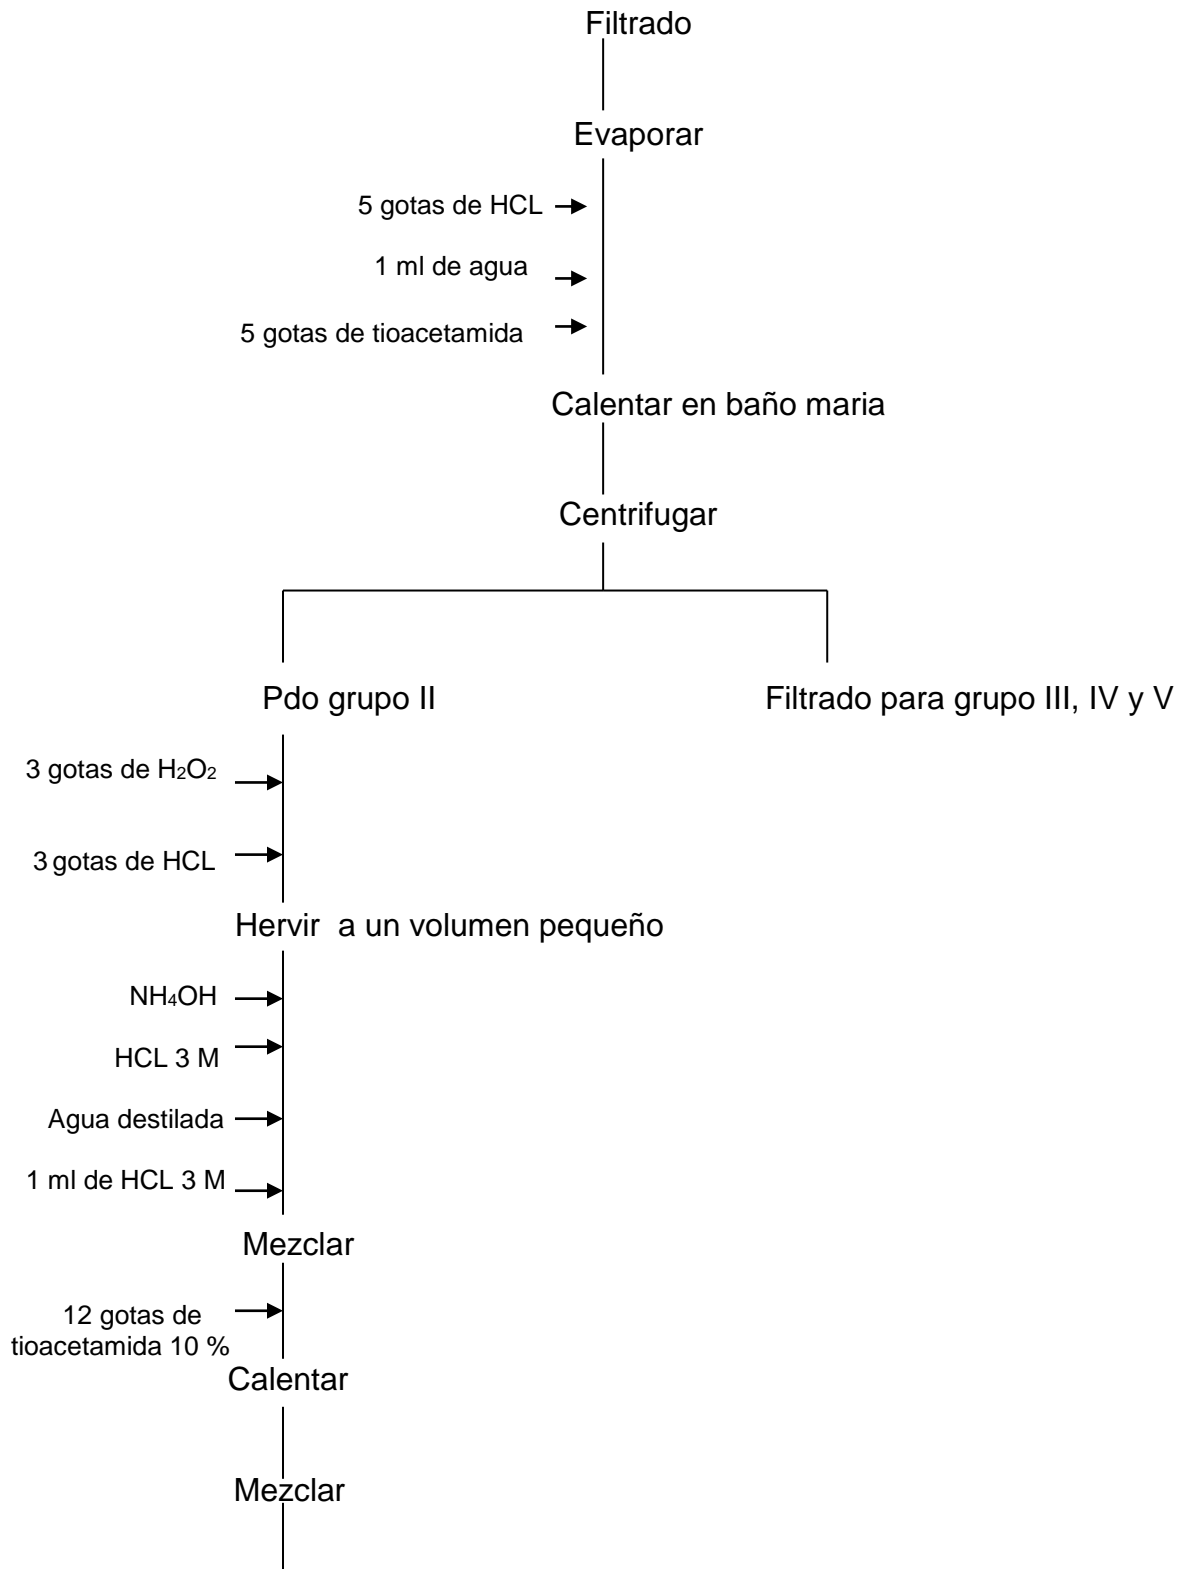 Filtrado
Evaporar
5 gotas de HCL
1 ml de agua
5 gotas de tioacetamida
Calentar en baño maria
Centrifugar
Pdo grupo II
Filtrado para grupo III, IV y V
3 gotas de H₂O₂
3 gotas de HCL
Hervir a un volumen pequeño
NH₄OH
HCL 3 M
Agua destilada
1 ml de HCL 3 M
Mezclar
12 gotas de
tioacetamida 10 %
Calentar
Mezclar